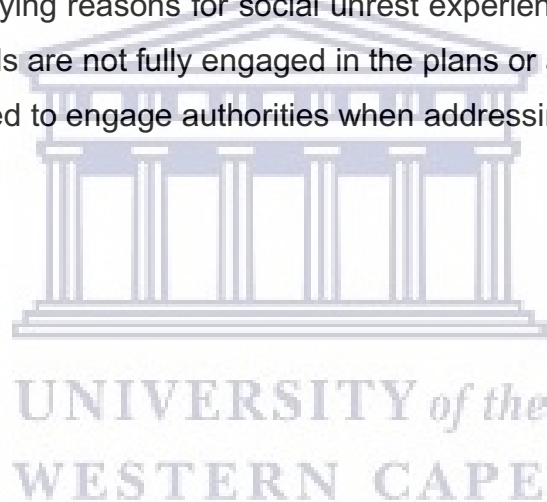 ying reasons for social unrest experien
ls are not fully engaged in the plans or
ed to engage authorities when addressin
UNIVERSITY of the
WESTERN CAPE